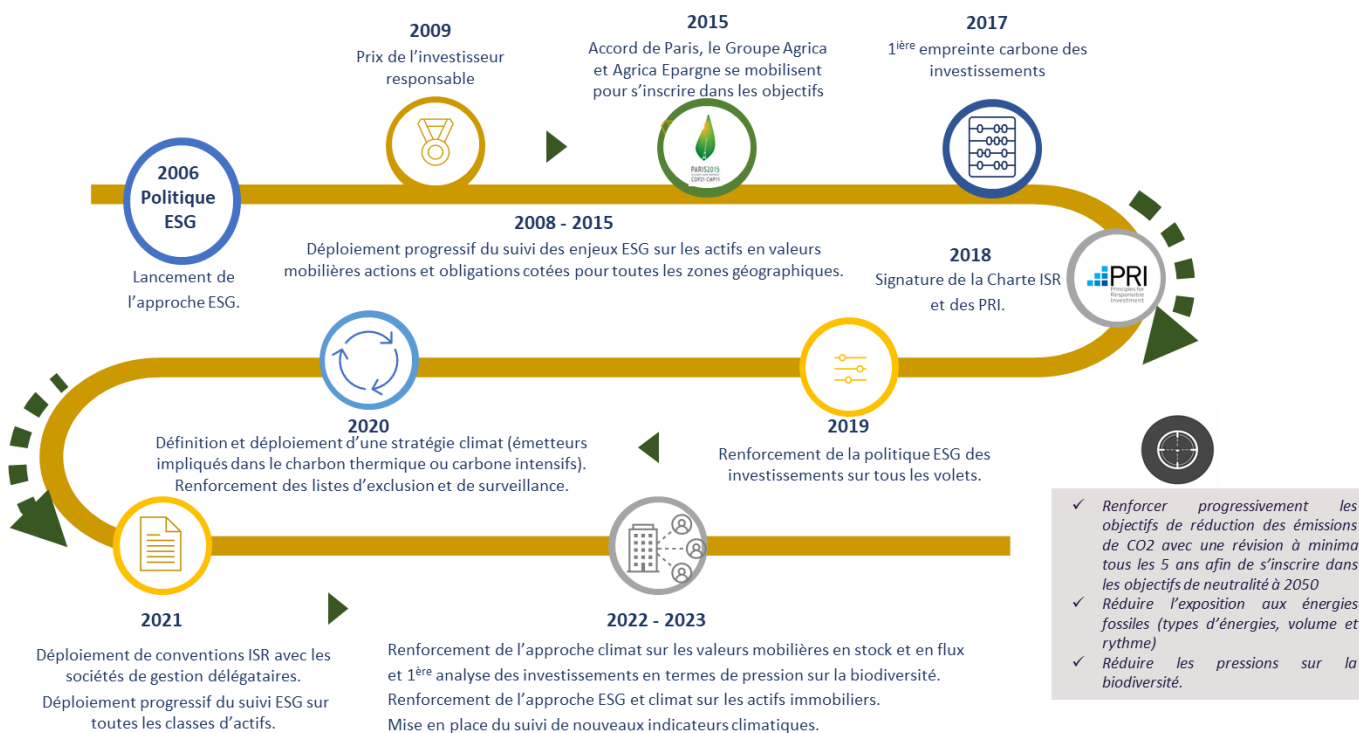 2006
Politique
ESG
Lancement de
l’approche ESG.
2009
Prix de l’investisseur
responsable
2008 - 2015
Déploiement progressif du suivi des enjeux ESG sur les actifs en valeurs
mobilières actions et obligations cotées pour toutes les zones géographiques.
2015
Accord de Paris, le Groupe Agrica
et Agrica Epargne se mobilisent
pour s’inscrire dans les objectifs
PARIS2015
COP21·CMP11
2017
1ière empreinte carbone des
investissements
2018
Signature de la Charte ISR
et des PRI.
PRI
Principles for
Responsible
Investment
2019
Renforcement de la politique ESG des
investissements sur tous les volets.
2020
Définition et déploiement d’une stratégie climat (émetteurs
impliqués dans le charbon thermique ou carbone intensifs).
Renforcement des listes d’exclusion et de surveillance.
2021
Déploiement de conventions ISR avec les
sociétés de gestion délégataires.
Déploiement progressif du suivi ESG sur
toutes les classes d’actifs.
2022 - 2023
Renforcement de l’approche climat sur les valeurs mobilières en stock et en flux
et 1ère analyse des investissements en termes de pression sur la biodiversité.
Renforcement de l’approche ESG et climat sur les actifs immobiliers.
Mise en place du suivi de nouveaux indicateurs climatiques.
✓ Renforcer progressivement les
objectifs de réduction des émissions
de CO2 avec une révision à minima
tous les 5 ans afin de s’inscrire dans
les objectifs de neutralité à 2050
✓ Réduire l’exposition aux énergies
fossiles (types d’énergies, volume et
rythme)
✓ Réduire les pressions sur la
biodiversité.